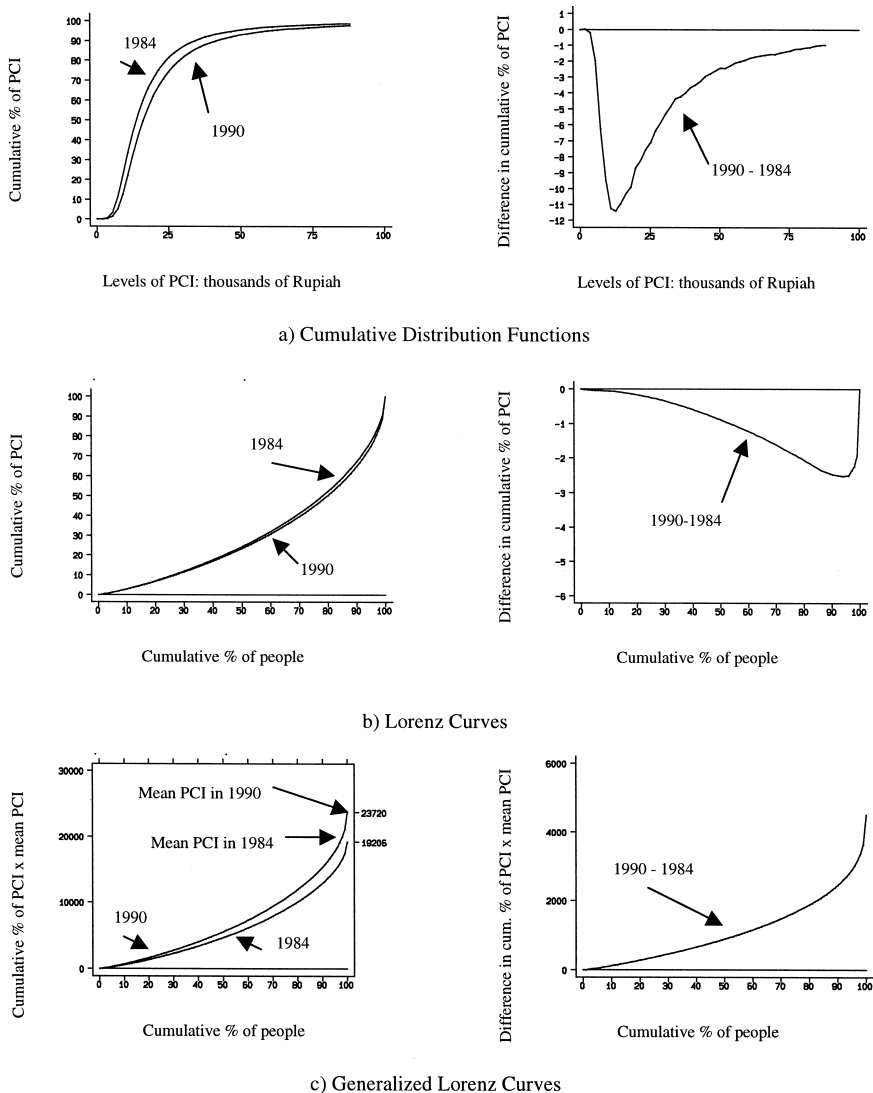 Cumulative % of PCI
100
90
80
70
60
50
40
30
20
10
0
1984
1990
0 25 50 75 100
Levels of PCI: thousands of Rupiah
Difference in cumulative % of PCI
1
0
-1
-2
-3
-4
-5
-6
-7
-8
-9
-10
-11
-12
1990 - 1984
0 25 50 75 100
Levels of PCI: thousands of Rupiah
a) Cumulative Distribution Functions
Cumulative % of PCI
100
90
80
70
60
50
40
30
20
10
0
1984
1990
0 10 20 30 40 50 60 70 80 90 100
Cumulative % of people
Difference in cumulative % of PCI
0
-1
-2
-3
-4
-5
-6
1990-1984
0 10 20 30 40 50 60 70 80 90 100
Cumulative % of people
b) Lorenz Curves
Cumulative % of PCI x mean PCI
30000
20000
10000
0
Mean PCI in 1990
23720
Mean PCI in 1984
19206
1990
1984
0 10 20 30 40 50 60 70 80 90 100
Cumulative % of people
Difference in cum. % of PCI x mean PCI
6000
4000
2000
0
1990 - 1984
0 10 20 30 40 50 60 70 80 90 100
Cumulative % of people
c) Generalized Lorenz Curves